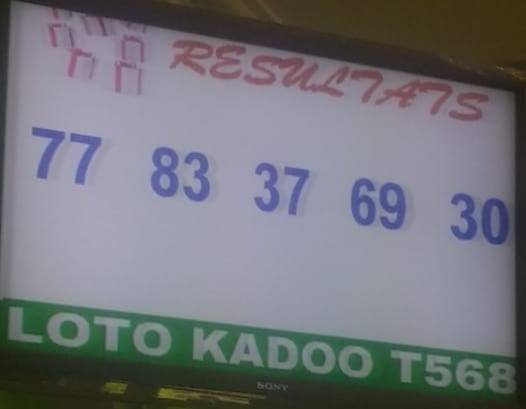 RESULTATS
77 83 37 69 30
LOTO KADOO T568
SONY